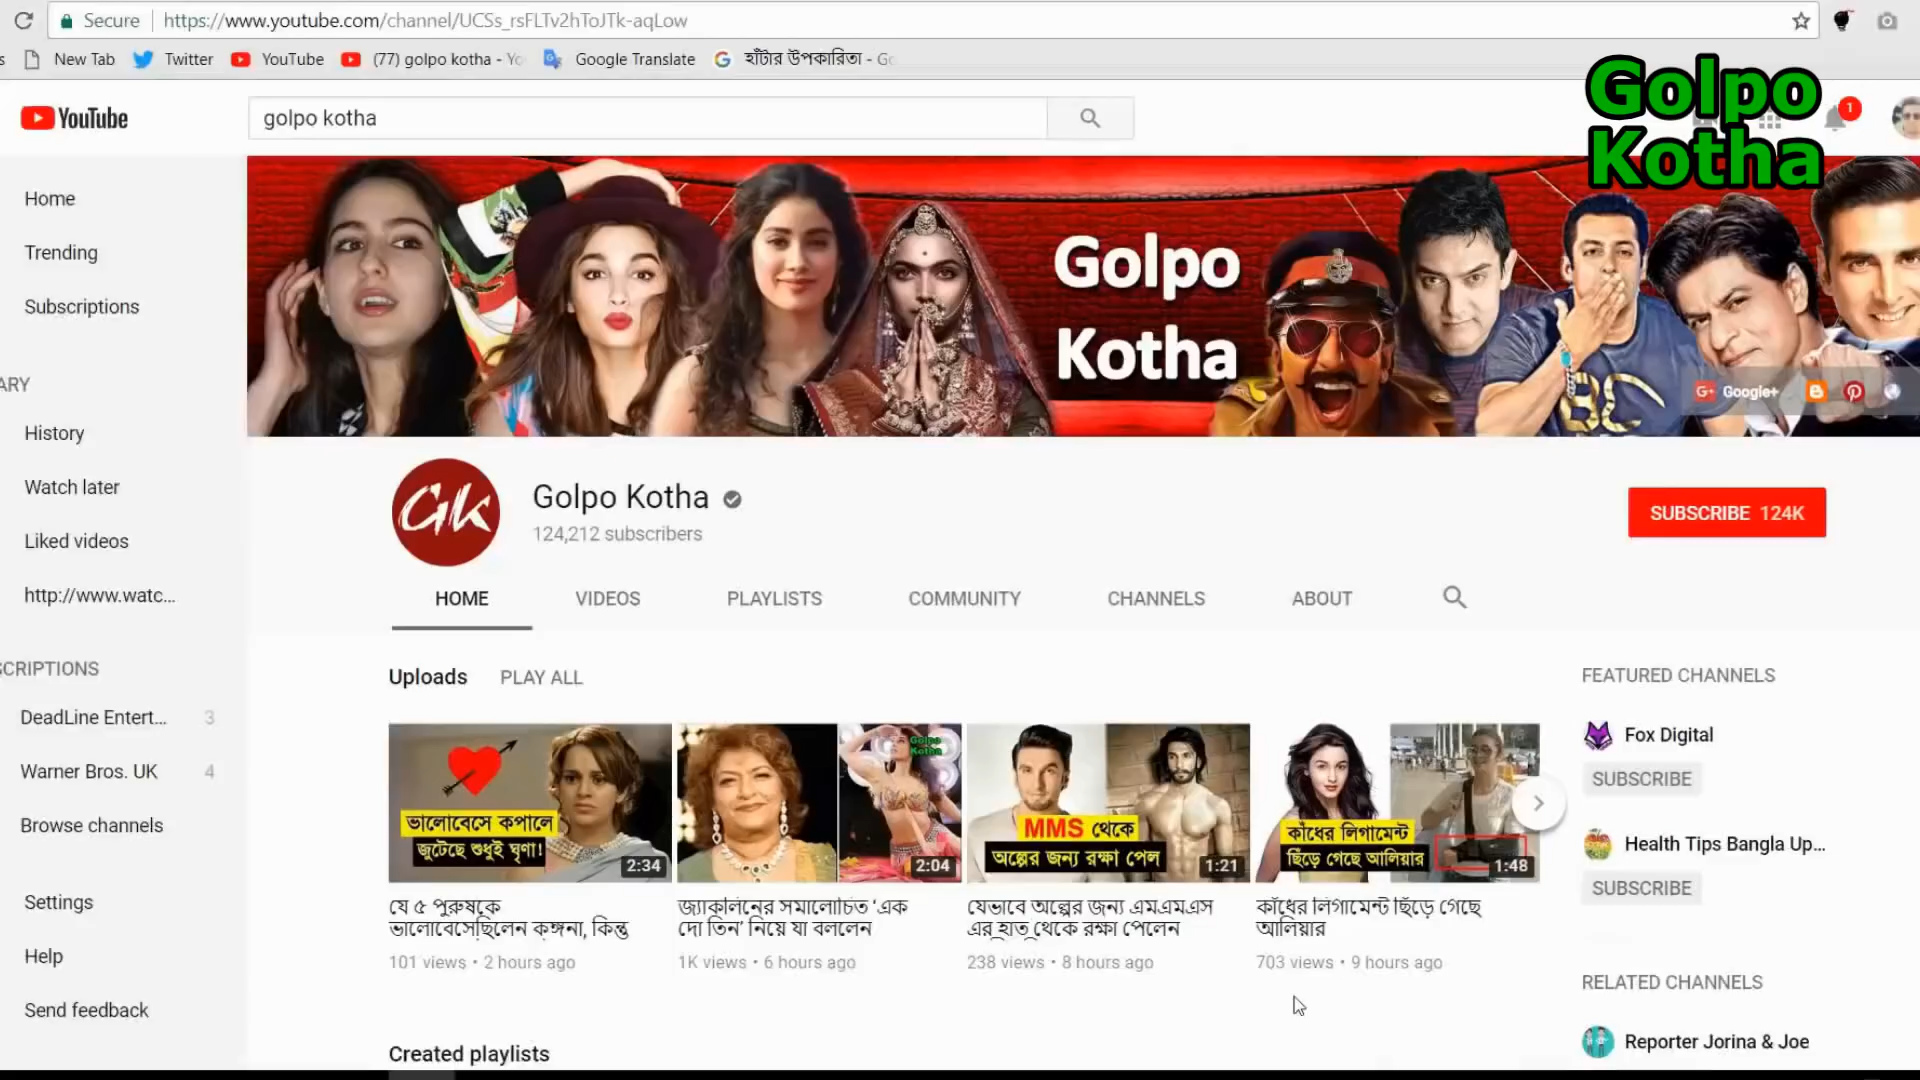 Secure
https://www.youtube.com/channel/UCSs_rsFLTv2hToJTk-aqLow
New Tab
Twitter
YouTube
(77) golpo kotha - Yo
Google Translate
হাঁটার উপকারিতা - Go
Golpo
Kotha
YouTube
golpo kotha
1
Home
Trending
Subscriptions
ARY
History
Watch later
Liked videos
http://www.watc...
SCRIPTIONS
DeadLine Entert... 3
Warner Bros. UK 4
Browse channels
Settings
Help
Send feedback
Golpo
Kotha
BC
G+ Google+
GK
Golpo Kotha
124,212 subscribers
SUBSCRIBE 124K
HOME
VIDEOS
PLAYLISTS
COMMUNITY
CHANNELS
ABOUT
Uploads
PLAY ALL
ভালোবেসে কপালে
জুটেছে শুধুই ঘৃণা!
2:34
যে ৫ পুরুষকে
ভালোবেসেছিলেন কঙ্গনা, কিন্তু
101 views • 2 hours ago
Golpo
Kotha
2:04
জ্যাকলিনের সমালোচিত ‘এক
দো তিন’ নিয়ে যা বললেন
1K views • 6 hours ago
MMS থেকে
অল্পের জন্য রক্ষা পেল
1:21
যেভাবে অল্পের জন্য এমএমএস
এর হাত থেকে রক্ষা পেলেন
238 views • 8 hours ago
কাঁধের লিগামেন্ট
ছিঁড়ে গেছে আলিয়ার
1:48
কাঁধের লিগামেন্ট ছিঁড়ে গেছে
আলিয়ার
703 views • 9 hours ago
Created playlists
FEATURED CHANNELS
Fox Digital
SUBSCRIBE
Health Tips Bangla Up...
SUBSCRIBE
RELATED CHANNELS
Reporter Jorina & Joe